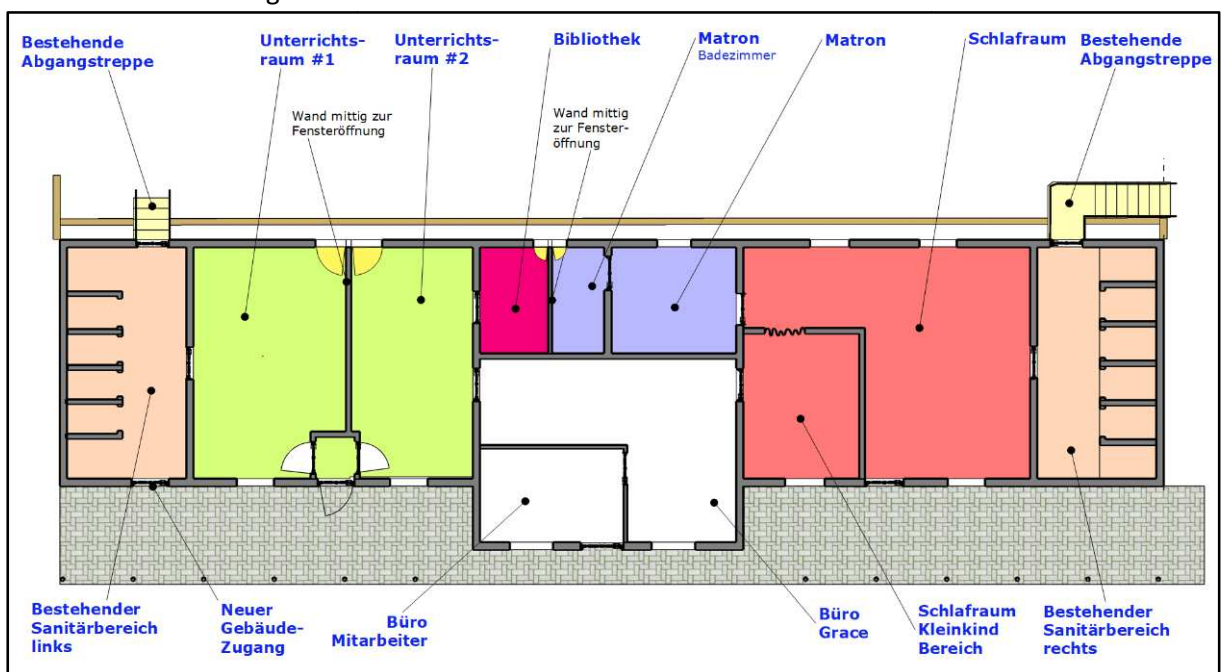 Bestehende
Abgangstreppe
Unterrichts-
raum #1
Unterrichts-
raum #2
Bibliothek
Matron
Badezimmer
Matron
Schlafraum
Bestehende
Abgangstreppe
Wand mittig zur
Fensteröffnung
Wand mittig
zur Fenster-
öffnung
Bestehender
Sanitärbereich
links
Neuer
Gebäude-
Zugang
Büro
Mitarbeiter
Büro
Grace
Schlafraum
Kleinkind
Bereich
Bestehender
Sanitärbereich
rechts